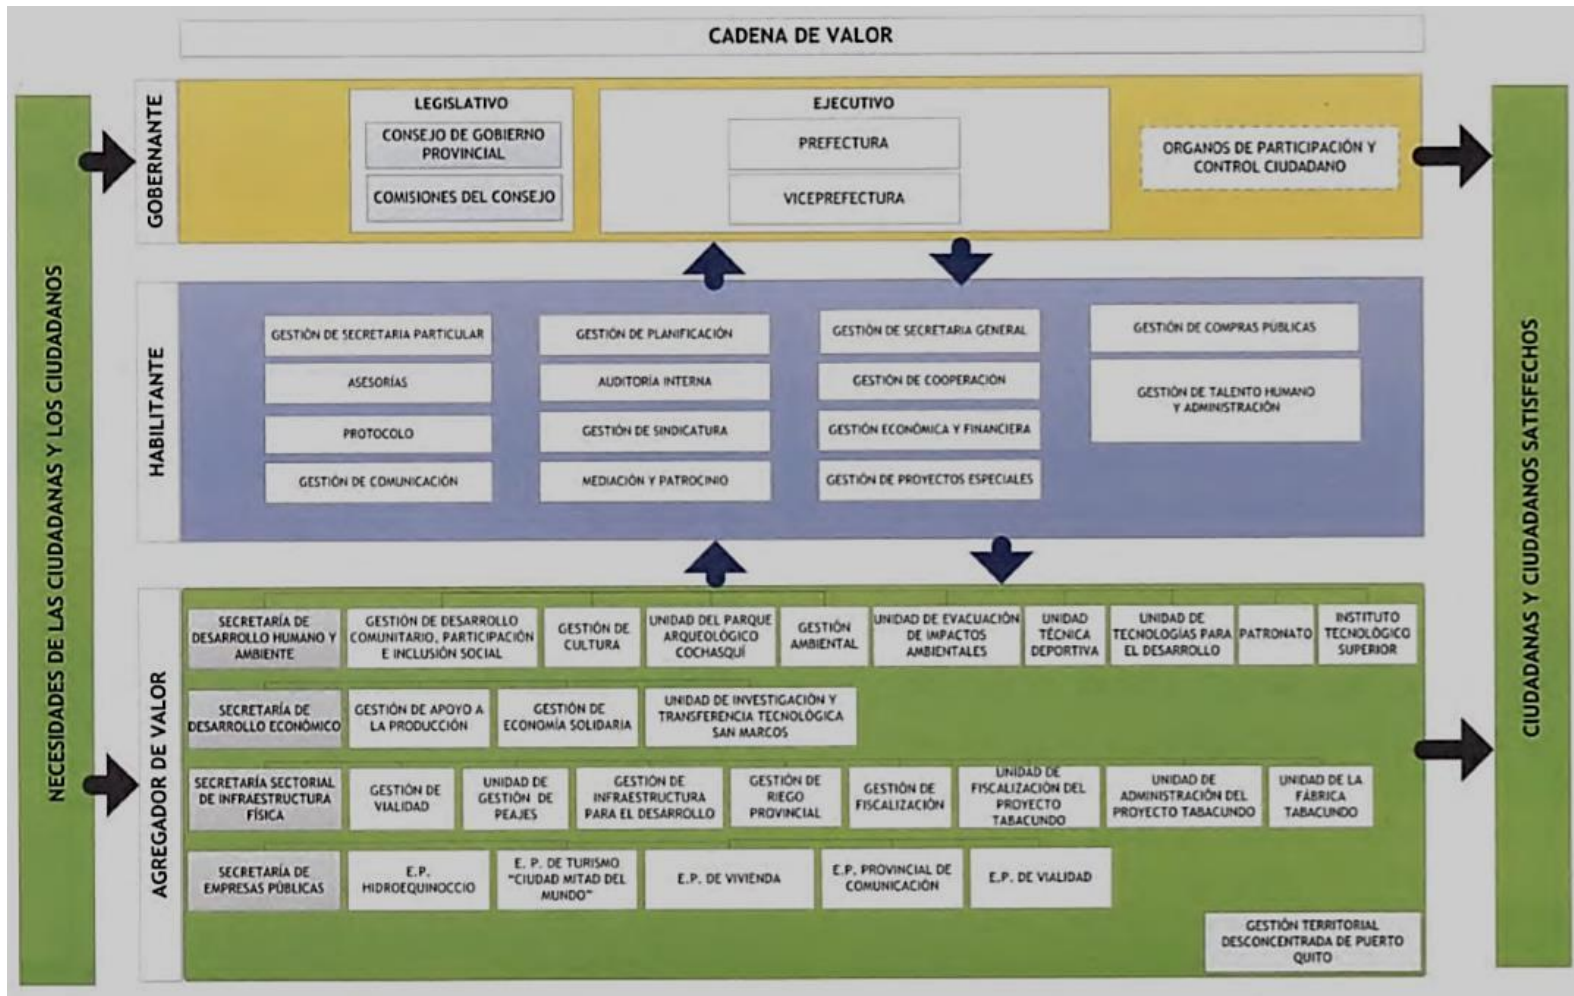 CADENA DE VALOR
NECESIDADES DE LAS CIUDADANAS Y LOS CIUDADANOS
GOBERNANTE
LEGISLATIVO
CONSEJO DE GOBIERNO
PROVINCIAL
COMISIONES DEL CONSEJO
EJECUTIVO
PREFECTURA
VICEPREFECTURA
ORGANOS DE PARTICIPACIÓN Y
CONTROL CIUDADANO
HABILITANTE
GESTIÓN DE SECRETARIA PARTICULAR
ASESORÍAS
PROTOCOLO
GESTIÓN DE COMUNICACIÓN
GESTIÓN DE PLANIFICACIÓN
AUDITORÍA INTERNA
GESTIÓN DE SINDICATURA
MEDIACIÓN Y PATROCINIO
GESTIÓN DE SECRETARIA GENERAL
GESTIÓN DE COOPERACIÓN
GESTIÓN ECONÓMICA Y FINANCIERA
GESTIÓN DE PROYECTOS ESPECIALES
GESTIÓN DE COMPRAS PÚBLICAS
GESTIÓN DE TALENTO HUMANO
Y ADMINISTRACIÓN
AGREGADOR DE VALOR
SECRETARÍA DE
DESARROLLO HUMANO Y
AMBIENTE
GESTIÓN DE DESARROLLO
COMUNITARIO, PARTICIPACIÓN
E INCLUSIÓN SOCIAL
GESTIÓN DE
CULTURA
UNIDAD DEL PARQUE
ARQUEOLÓGICO
COCHASQUÍ
GESTIÓN
AMBIENTAL
UNIDAD DE EVACUACIÓN
DE IMPACTOS
AMBIENTALES
UNIDAD
TÉCNICA
DEPORTIVA
UNIDAD DE
TECNOLOGÍAS PARA
EL DESARROLLO
PATRONATO
INSTITUTO
TECNOLÓGICO
SUPERIOR
SECRETARÍA DE
DESARROLLO ECONÓMICO
GESTIÓN DE APOYO A
LA PRODUCCIÓN
GESTIÓN DE
ECONOMÍA SOLIDARIA
UNIDAD DE INVESTIGACIÓN Y
TRANSFERENCIA TECNOLÓGICA
SAN MARCOS
SECRETARÍA SECTORIAL
DE INFRAESTRUCTURA
FÍSICA
GESTIÓN DE
VIALIDAD
UNIDAD DE
GESTIÓN DE
PEAJES
GESTIÓN DE
INFRAESTRUCTURA
PARA EL DESARROLLO
GESTIÓN DE
RIEGO
PROVINCIAL
GESTIÓN DE
FISCALIZACIÓN
UNIDAD DE
FISCALIZACIÓN DEL
PROYECTO
TABACUNDO
UNIDAD DE
ADMINISTRACIÓN DEL
PROYECTO TABACUNDO
UNIDAD DE LA
FÁBRICA
TABACUNDO
SECRETARÍA DE
EMPRESAS PÚBLICAS
E.P.
HIDROEQUINOCCIO
E. P. DE TURISMO
"CIUDAD MITAD DEL
MUNDO"
E.P. DE VIVIENDA
E.P. PROVINCIAL DE
COMUNICACIÓN
E.P. DE VIALIDAD
GESTIÓN TERRITORIAL
DESCONCENTRADA DE PUERTO
QUITO
CIUDADANAS Y CIUDADANOS SATISFECHOS